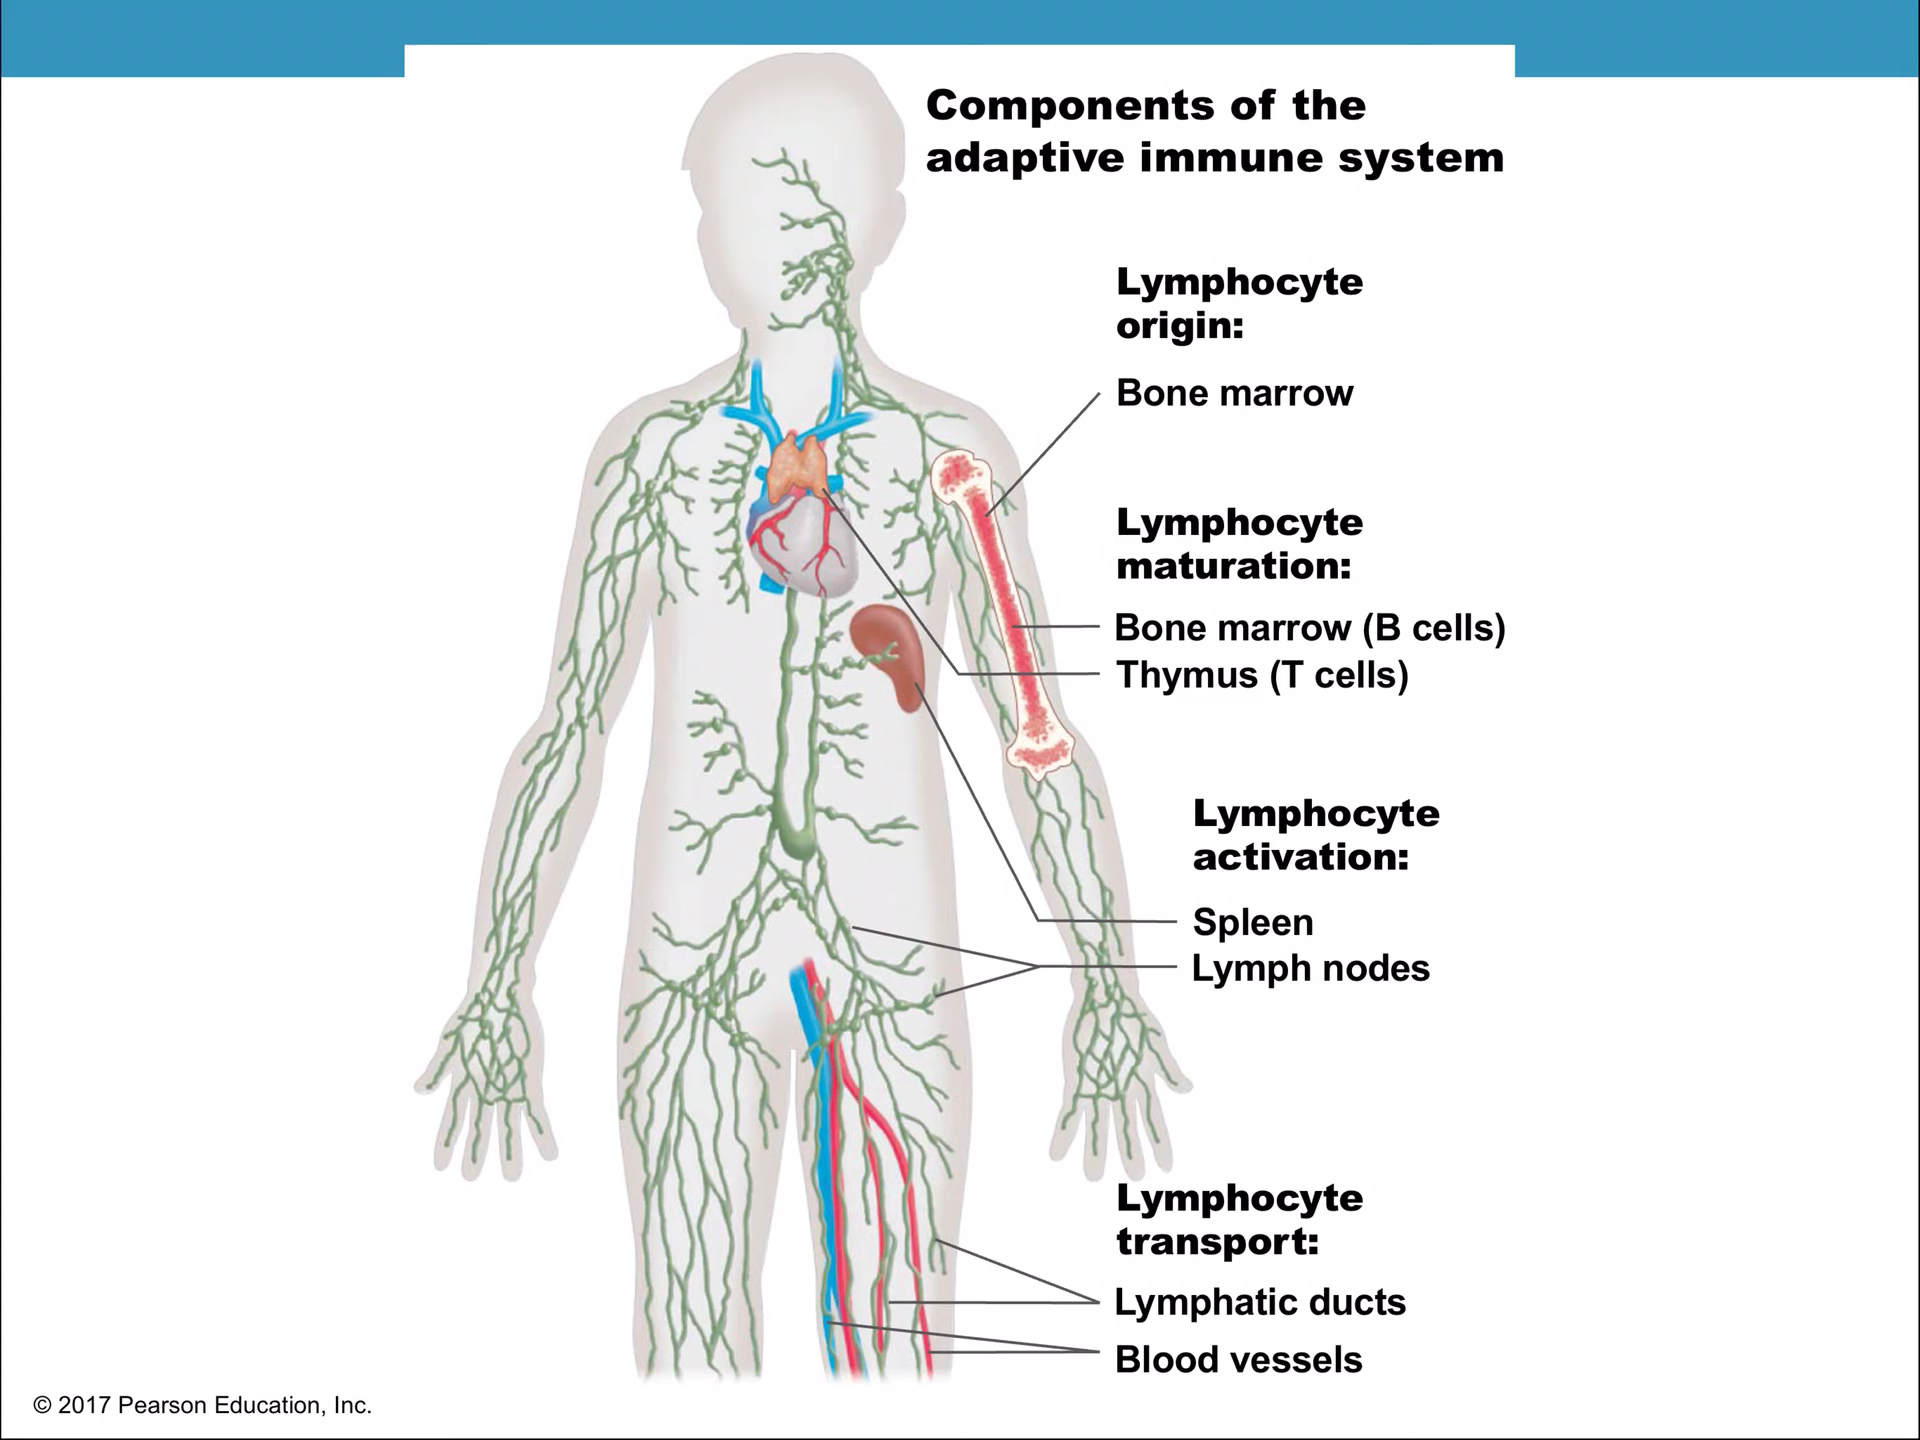 Components of the
adaptive immune system
Lymphocyte
origin:
Bone marrow
Lymphocyte
maturation:
Bone marrow (B cells)
Thymus (T cells)
Lymphocyte
activation:
Spleen
Lymph nodes
Lymphocyte
transport:
Lymphatic ducts
Blood vessels
© 2017 Pearson Education, Inc.